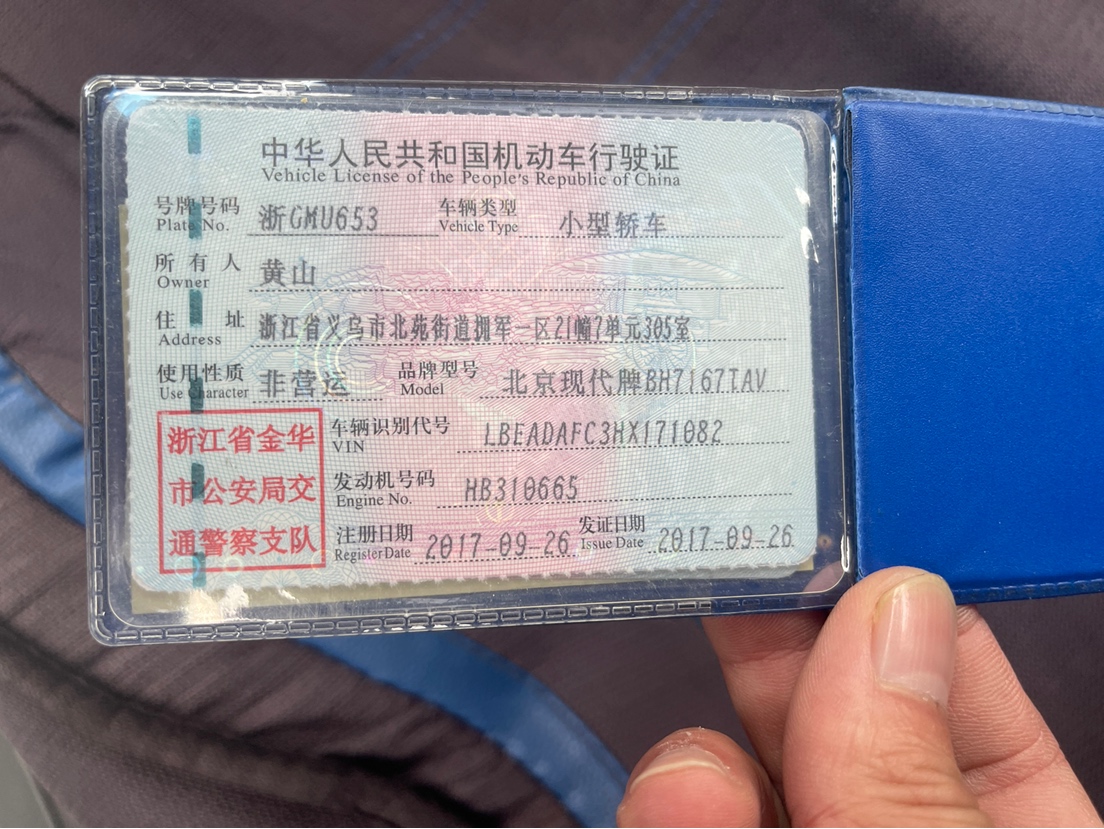 中华人民共和国机动车行驶证
Vehicle License of the People's Republic of China
号牌号码 浙GMU653 车辆类型 小型轿车
Plate No. Vehicle Type
所有人 黄山
Owner
住址 浙江省义乌市北苑街道拥军一区21幢7单元305室
Address
使用性质 非营运 品牌型号 北京现代牌BH7167TAV
Use Character Model
浙江省金华
市公安局交
通警察支队
车辆识别代号 LBEADAFC3HX171082
VIN
发动机号码 HB310665
Engine No.
注册日期 2017-09-26 发证日期 2017-09-26
Register Date Issue Date